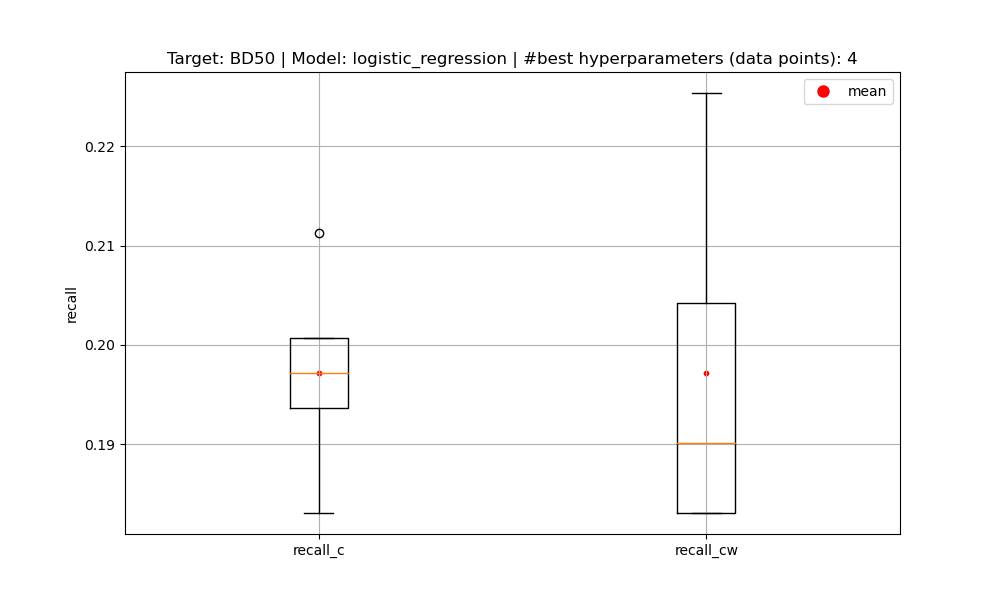 Target: BD50 | Model: logistic_regression | #best hyperparameters (data points): 4
mean
0.22
0.21
0.20
0.19
recall
recall_c
recall_cw